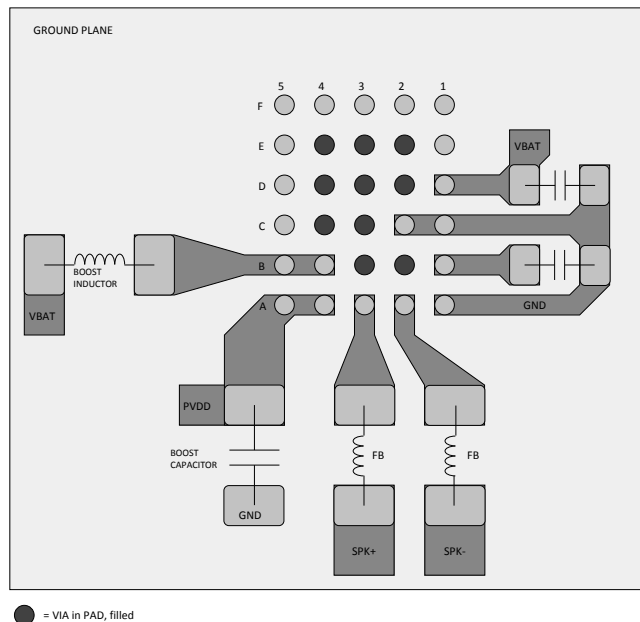 GROUND PLANE
5 4 3 2 1
F
E
D
C
B
A
VBAT
BOOST
INDUCTOR
VBAT
GND
PVDD
BOOST
CAPACITOR
FB
FB
GND
SPK+
SPK-
= VIA in PAD, filled